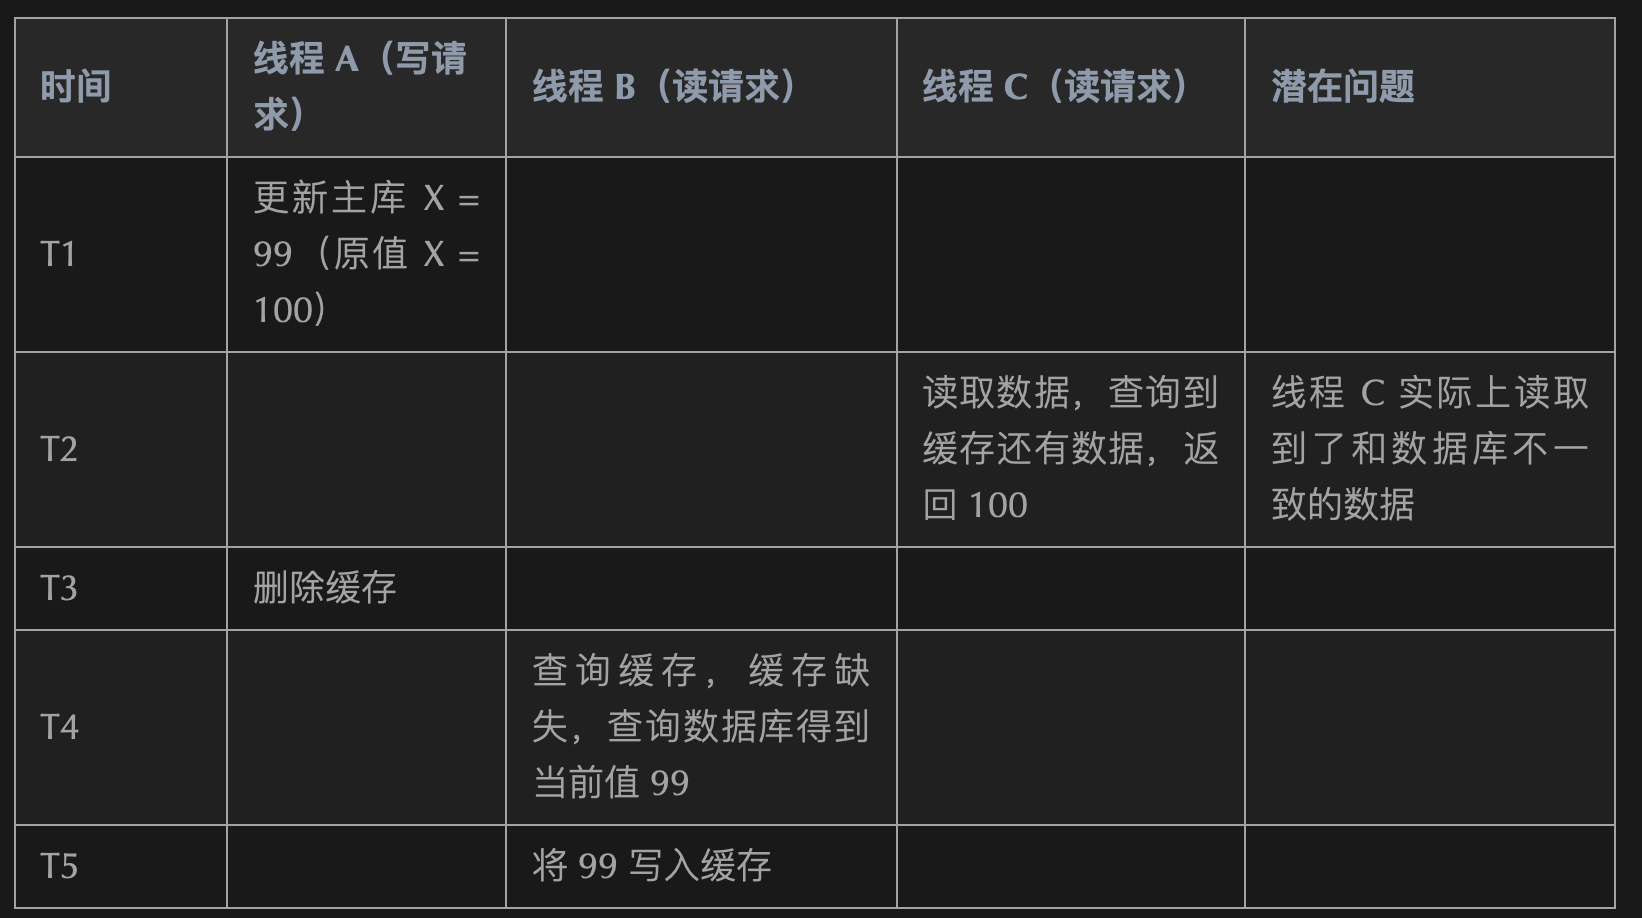 时间
线程 A（写请
求）
线程 B（读请求）
线程 C（读请求）
潜在问题
T1
更新主库 X =
99（原值 X =
100）
T2
读取数据，查询到
缓存还有数据，返
回 100
线程 C 实际上读取
到了和数据库不一
致的数据
T3
删除缓存
T4
查询缓存，缓存缺
失，查询数据库得到
当前值 99
T5
将 99 写入缓存